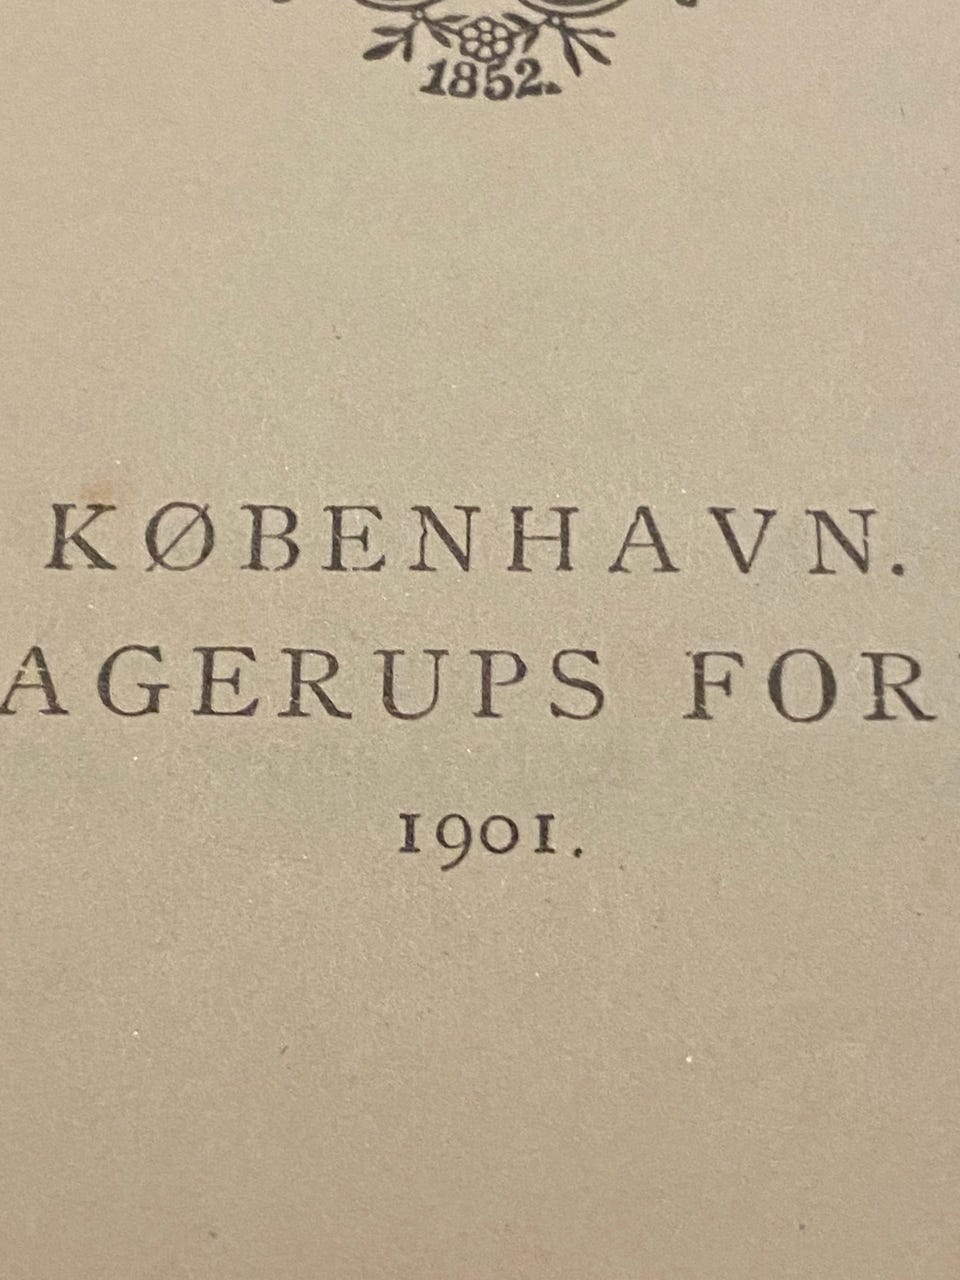 1852.
KØBENHAVN.
AGERUPS FOR
1901.